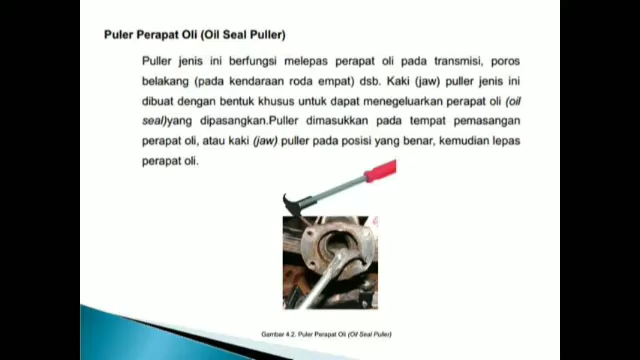 Puler Perapat Oli (Oil Seal Puller)
Puller jenis ini berfungsi melepas perapat oli pada transmisi, poros
belakang (pada kendaraan roda empat) dsb. Kaki (jaw) puller jenis ini
dibuat dengan bentuk khusus untuk dapat menegeluarkan perapat oli (oil
seal)yang dipasangkan.Puller dimasukkan pada tempat pemasangan
perapat oli, atau kaki (jaw) puller pada posisi yang benar, kemudian lepas
perapat oli.
Gambar 4.2. Puler Perapat Oli (Oil Seal Puller)